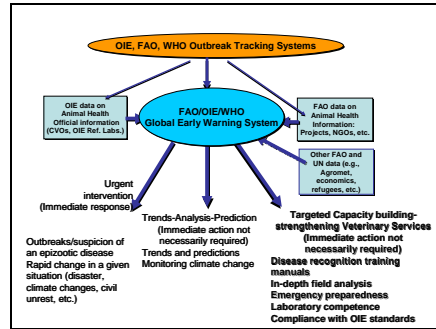 OIE, FAO, WHO Outbreak Tracking Systems
OIE data on
Animal Health
Official information
(CVOs, OIE Ref. Labs.)
FAO/OIE/WHO
Global Early Warning System
FAO data on
Animal Health
Information:
Projects, NGOs, etc.
Other FAO and
UN data (e.g.,
Agromet,
economics,
refugees, etc.)
Urgent
intervention
(Immediate response)
Outbreaks/suspicion of
an epizootic disease
Rapid change in a given
situation (disaster,
climate changes, civil
unrest, etc.)
Trends-Analysis-Prediction
(Immediate action not
necessarily required)
Trends and predictions
Monitoring climate change
Targeted Capacity building-
strengthening Veterinary Services
(Immediate action not
necessarily required)
Disease recognition training
manuals
In-depth field analysis
Emergency preparedness
Laboratory competence
Compliance with OIE standards